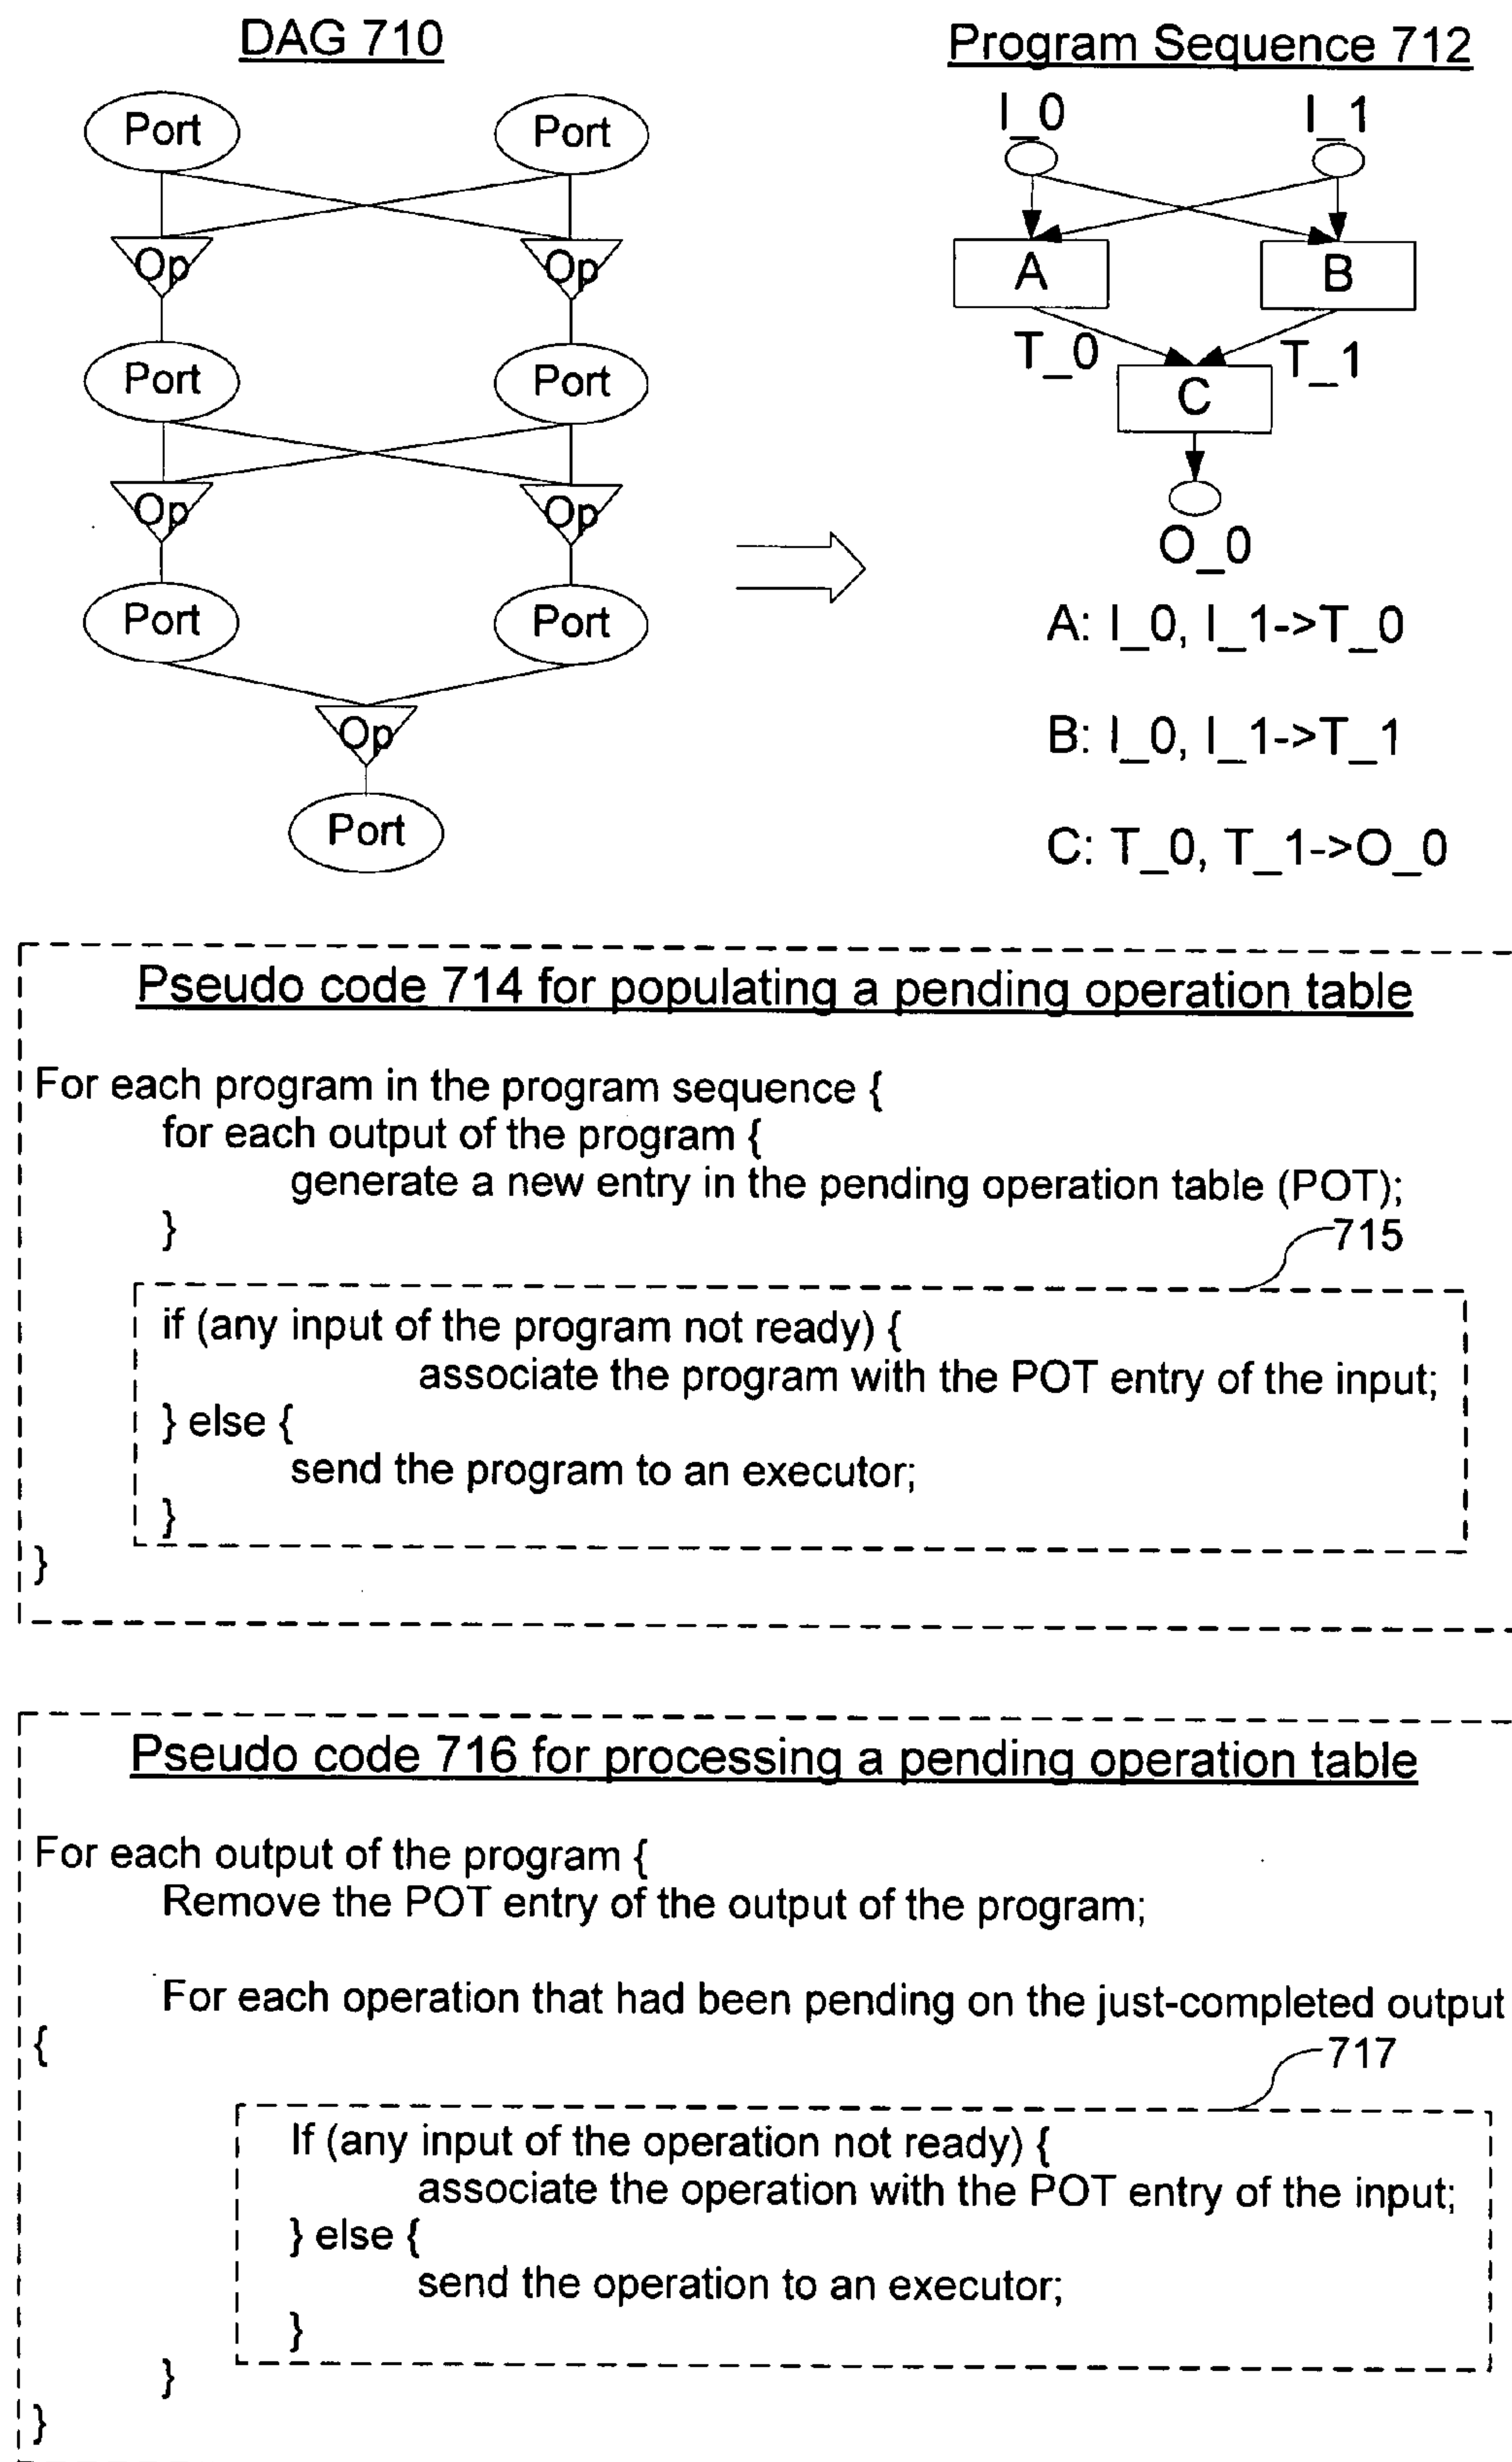 DAG 710
Program Sequence 712
Port Port
I_0 I_1
Op Op
A B
T_0 T_1
Port Port
C
Op Op
O_0
Port Port
A: I_0, I_1->T_0
Op
B: I_0, I_1->T_1
Port
C: T_0, T_1->O_0
Pseudo code 714 for populating a pending operation table
For each program in the program sequence {
for each output of the program {
generate a new entry in the pending operation table (POT);
}
715
if (any input of the program not ready) {
associate the program with the POT entry of the input;
} else {
send the program to an executor;
}
}
Pseudo code 716 for processing a pending operation table
For each output of the program {
Remove the POT entry of the output of the program;
For each operation that had been pending on the just-completed output
{
717
If (any input of the operation not ready) {
associate the operation with the POT entry of the input;
} else {
send the operation to an executor;
}
}
}